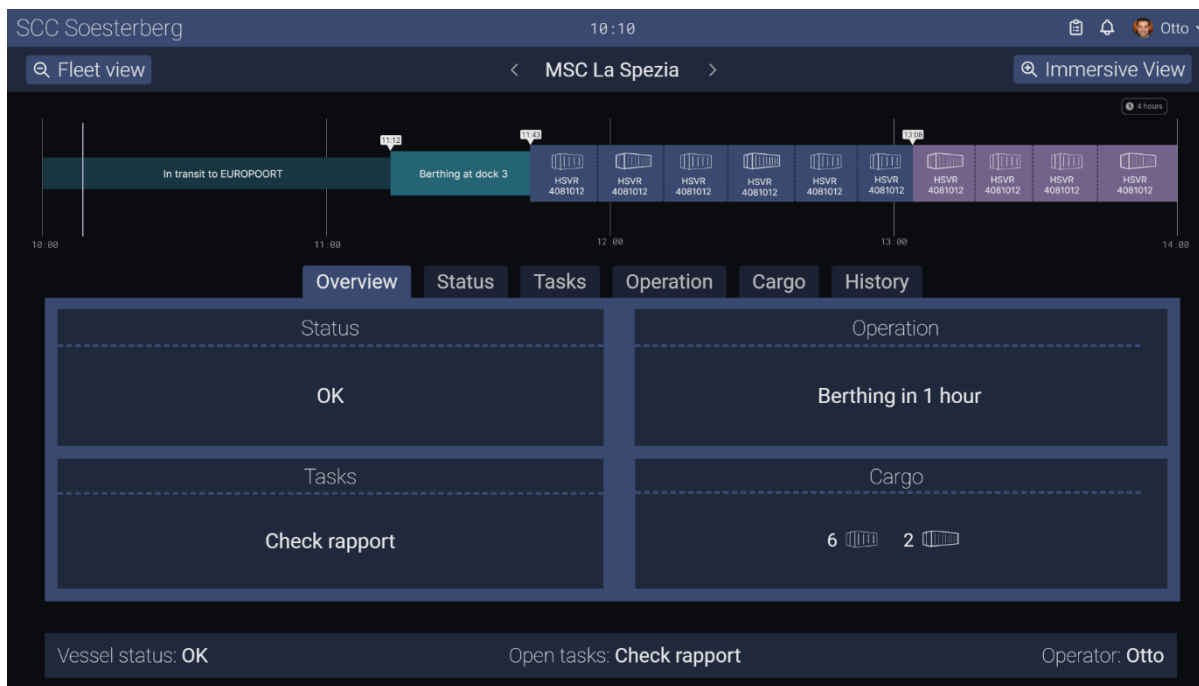 SCC Soesterberg 10:10 Otto
Fleet view MSC La Spezia Immersive View
4 hours
11:12 11:43 13:08
In transit to EUROPOORT Berthing at dock 3
HSVR HSVR HSVR HSVR HSVR HSVR HSVR HSVR HSVR HSVR
4081012 4081012 4081012 4081012 4081012 4081012 4081012 4081012 4081012 4081012
10:00 11:00 12:00 13:00 14:00
Overview Status Tasks Operation Cargo History
Status Operation
OK Berthing in 1 hour
Tasks Cargo
Check rapport 6 2
Vessel status: OK Open tasks: Check rapport Operator: Otto